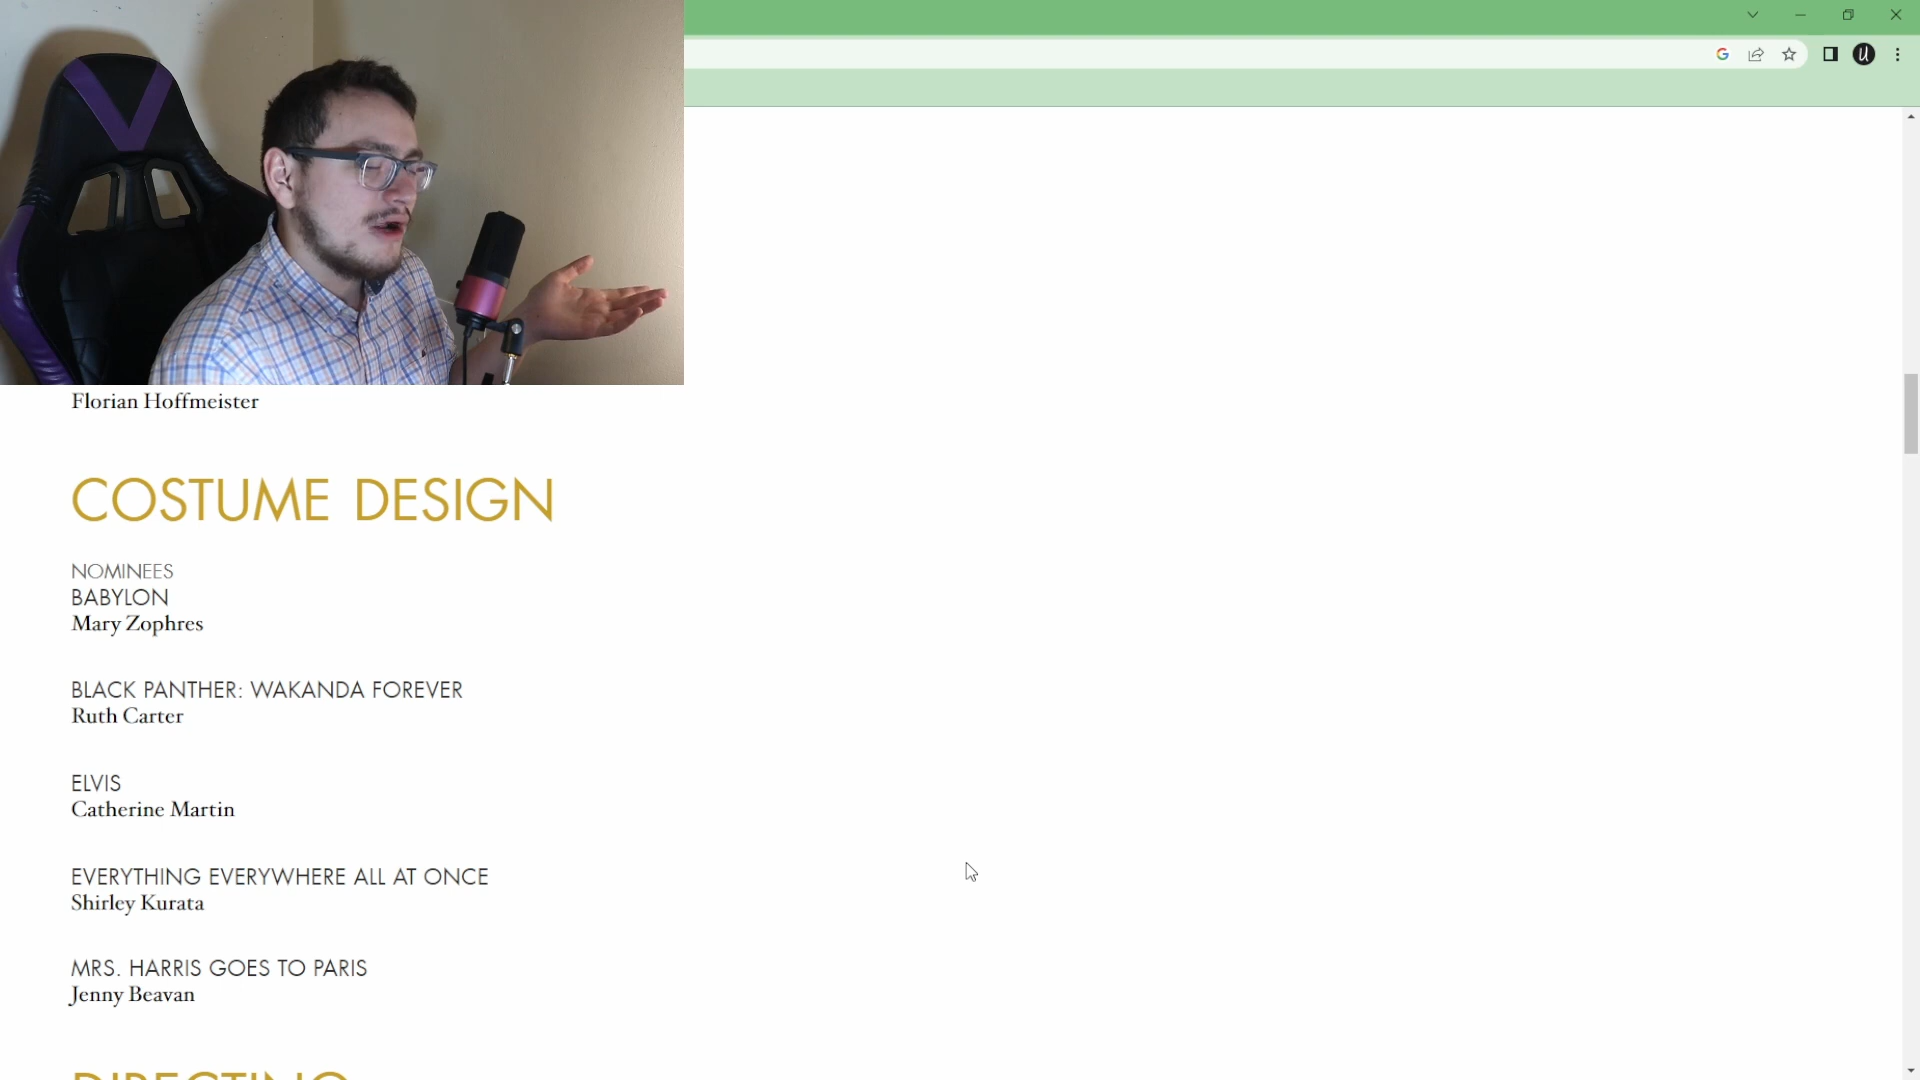 Florian Hoffmeister
COSTUME DESIGN
NOMINEES
BABYLON
Mary Zophres
BLACK PANTHER: WAKANDA FOREVER
Ruth Carter
ELVIS
Catherine Martin
EVERYTHING EVERYWHERE ALL AT ONCE
Shirley Kurata
MRS. HARRIS GOES TO PARIS
Jenny Beavan
DIRECTING